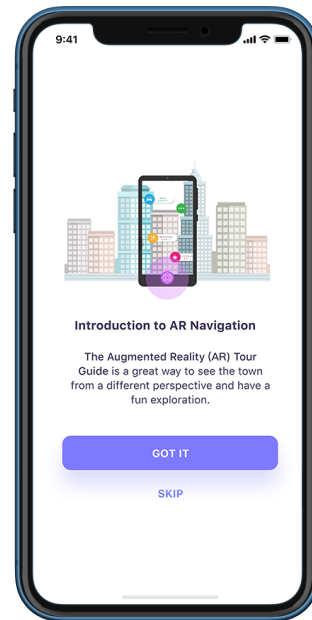 9:41
Introduction to AR Navigation
The Augmented Reality (AR) Tour
Guide is a great way to see the town
from a different perspective and have a
fun exploration.
GOT IT
SKIP